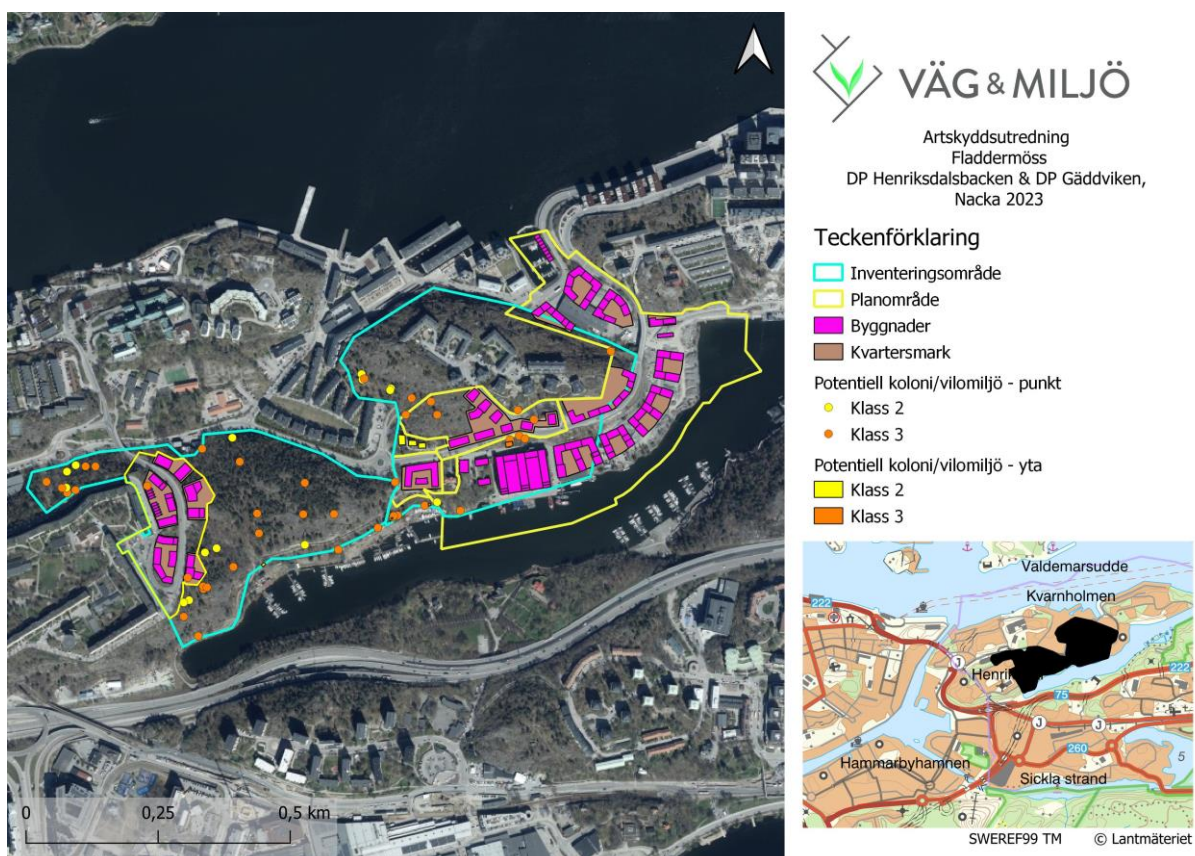 VÄG & MILJÖ
Artskyddsutredning
Fladdermöss
DP Henriksdalsbacken & DP Gäddviken,
Nacka 2023
Teckenförklaring
Inventeringsområde
Planområde
Byggnader
Kvartersmark
Potentiell koloni/vilomiljö - punkt
Klass 2
Klass 3
Potentiell koloni/vilomiljö - yta
Klass 2
Klass 3
0 0,25 0,5 km
Valdemarsudde
Kvarnholmen
222
J
222
75
J
J
260
Hammarbyhamnen
Sickla strand
5
SWEREF99 TM © Lantmäteriet